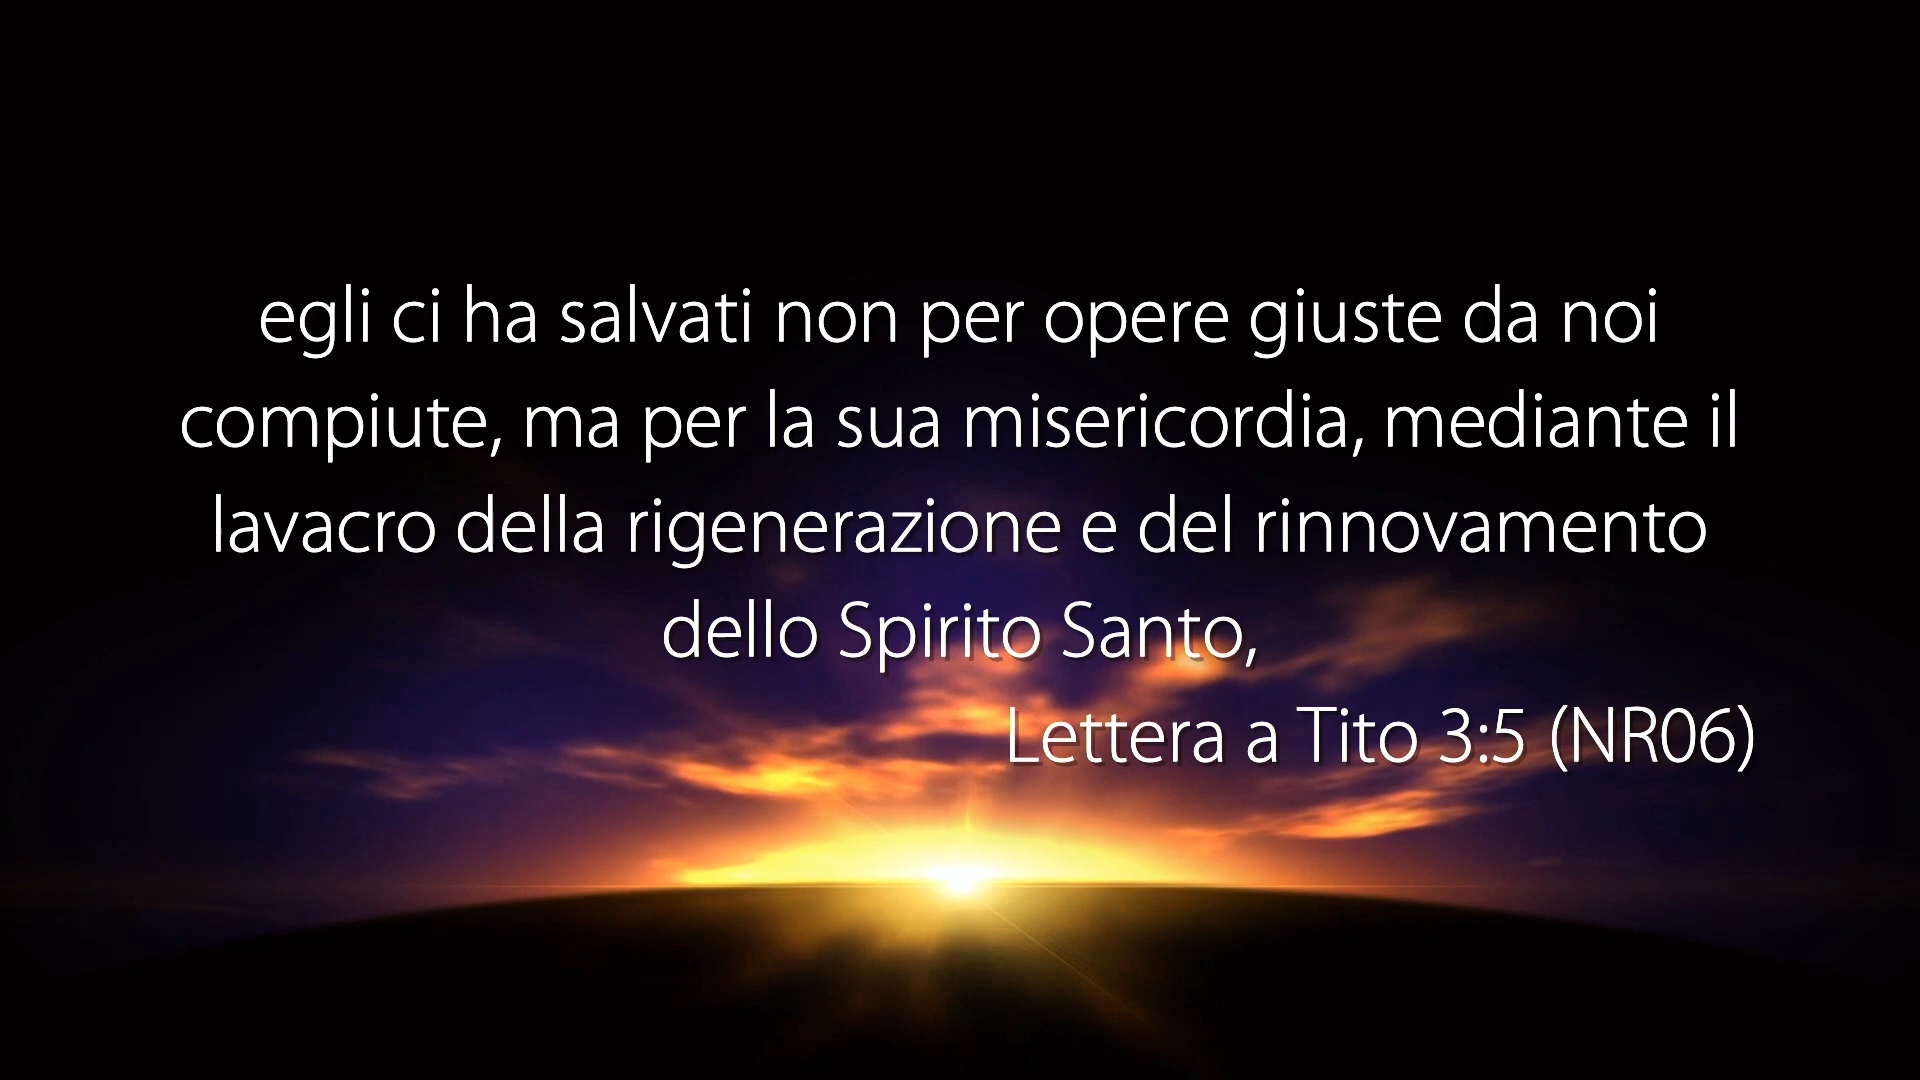 egli ci ha salvati non per opere giuste da noi
compiute, ma per la sua misericordia, mediante il
lavacro della rigenerazione e del rinnovamento
dello Spirito Santo,
Lettera a Tito 3:5 (NR06)